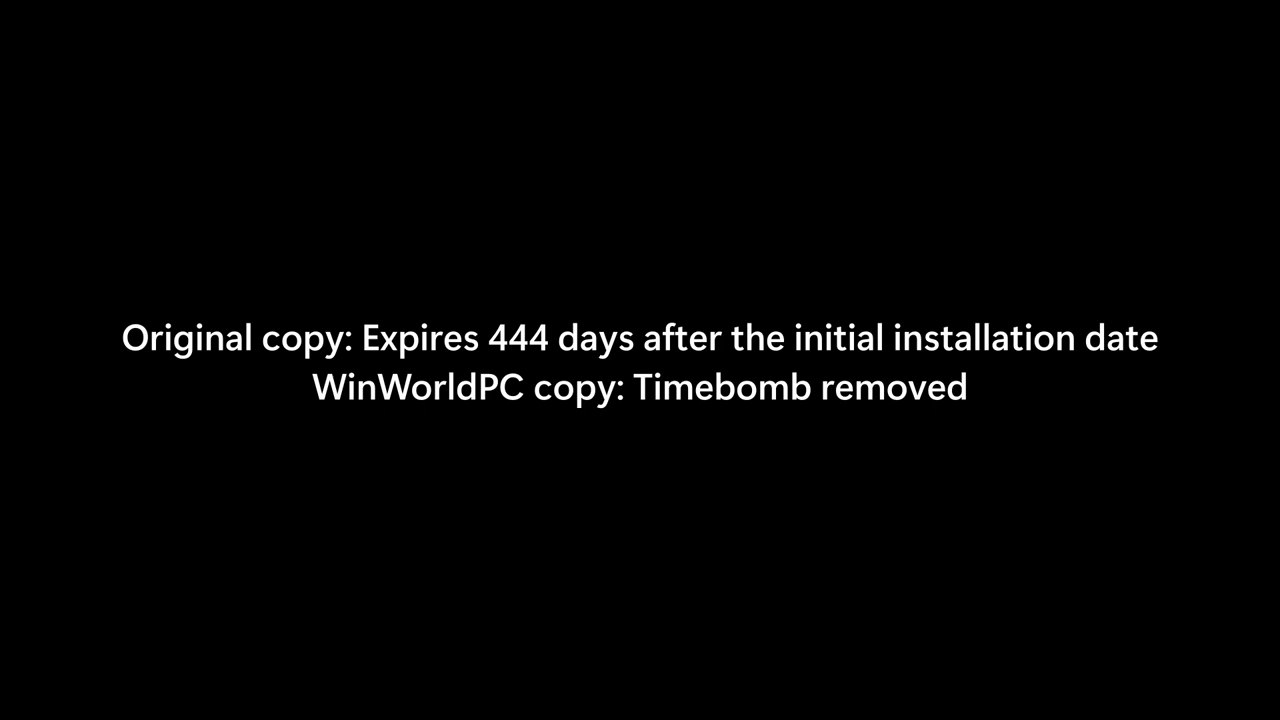 Original copy: Expires 444 days after the initial installation date
WinWorldPC copy: Timebomb removed